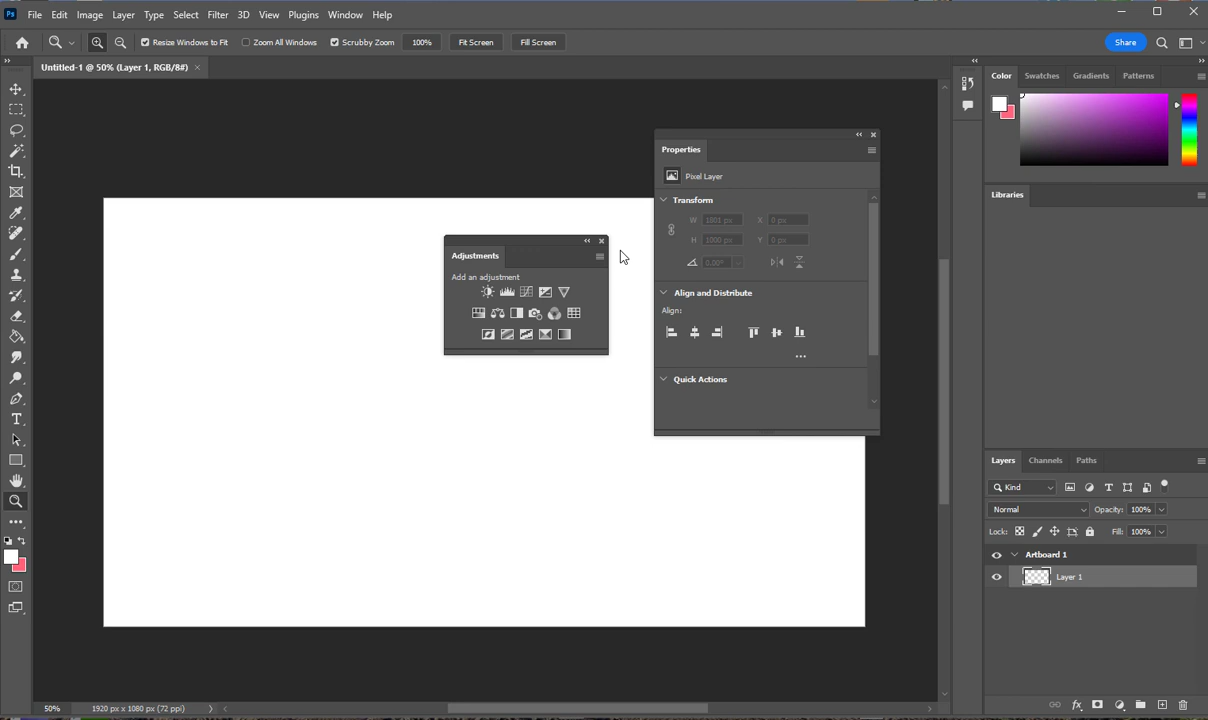 Ps File Edit Image Layer Type Select Filter 3D View Plugins Window Help
Resize Windows to Fit Zoom All Windows Scrubby Zoom 100% Fit Screen Fill Screen Share
Untitled-1 @ 50% (Layer 1, RGB/8#)
Color Swatches Gradients Patterns
Properties
Pixel Layer
Transform
W 1801 px X 0 px
H 1000 px Y 0 px
0.00°
Align and Distribute
Align:
Quick Actions
Adjustments
Add an adjustment
Libraries
Layers Channels Paths
Kind
Normal Opacity: 100%
Lock: Fill: 100%
Artboard 1
Layer 1
50% 1920 px x 1080 px (72 ppi)